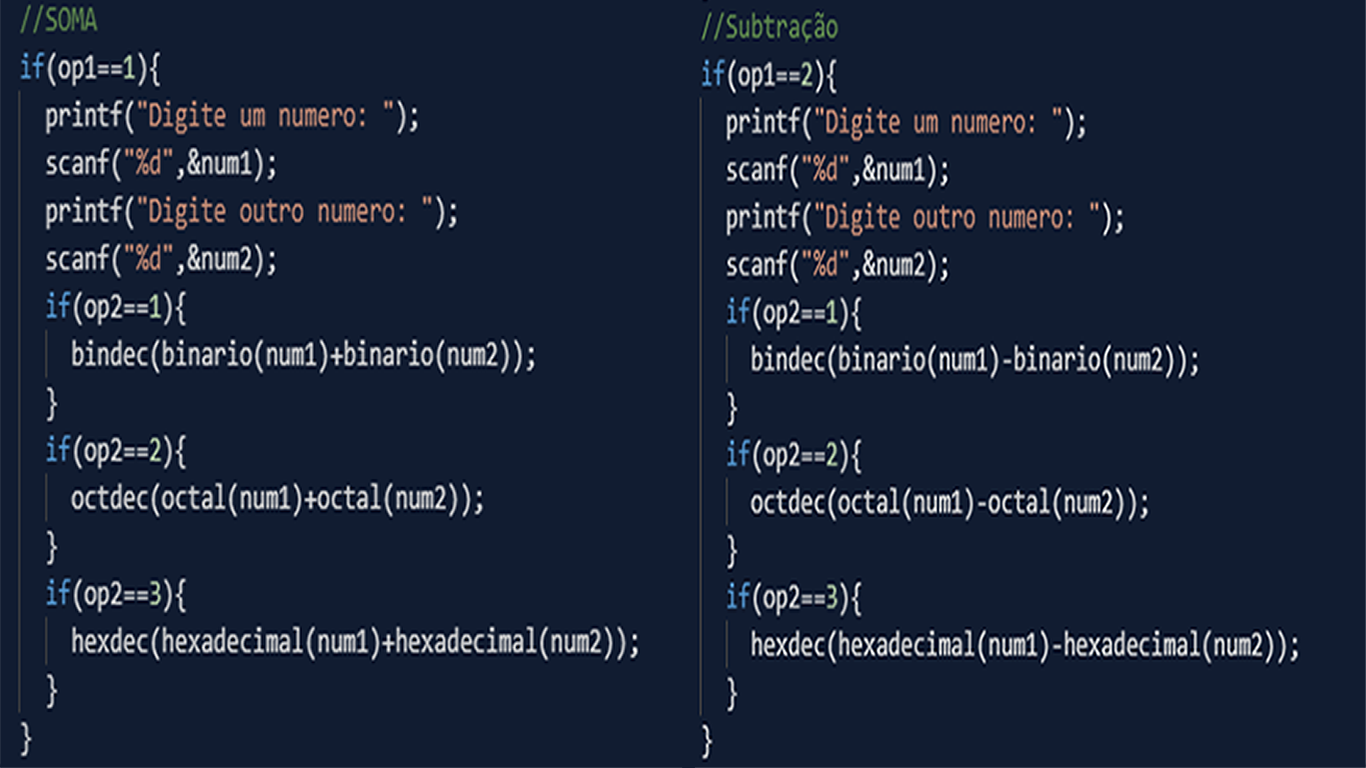 //SOMA
if(op1==1){
printf("Digite um numero: ");
scanf("%d",&num1);
printf("Digite outro numero: ");
scanf("%d",&num2);
if(op2==1){
bindec(binario(num1)+binario(num2));
}
if(op2==2){
octdec(octal(num1)+octal(num2));
}
if(op2==3){
hexdec(hexadecimal(num1)+hexadecimal(num2));
}
}
//Subtração
if(op1==2){
printf("Digite um numero: ");
scanf("%d",&num1);
printf("Digite outro numero: ");
scanf("%d",&num2);
if(op2==1){
bindec(binario(num1)-binario(num2));
}
if(op2==2){
octdec(octal(num1)-octal(num2));
}
if(op2==3){
hexdec(hexadecimal(num1)-hexadecimal(num2));
}
}